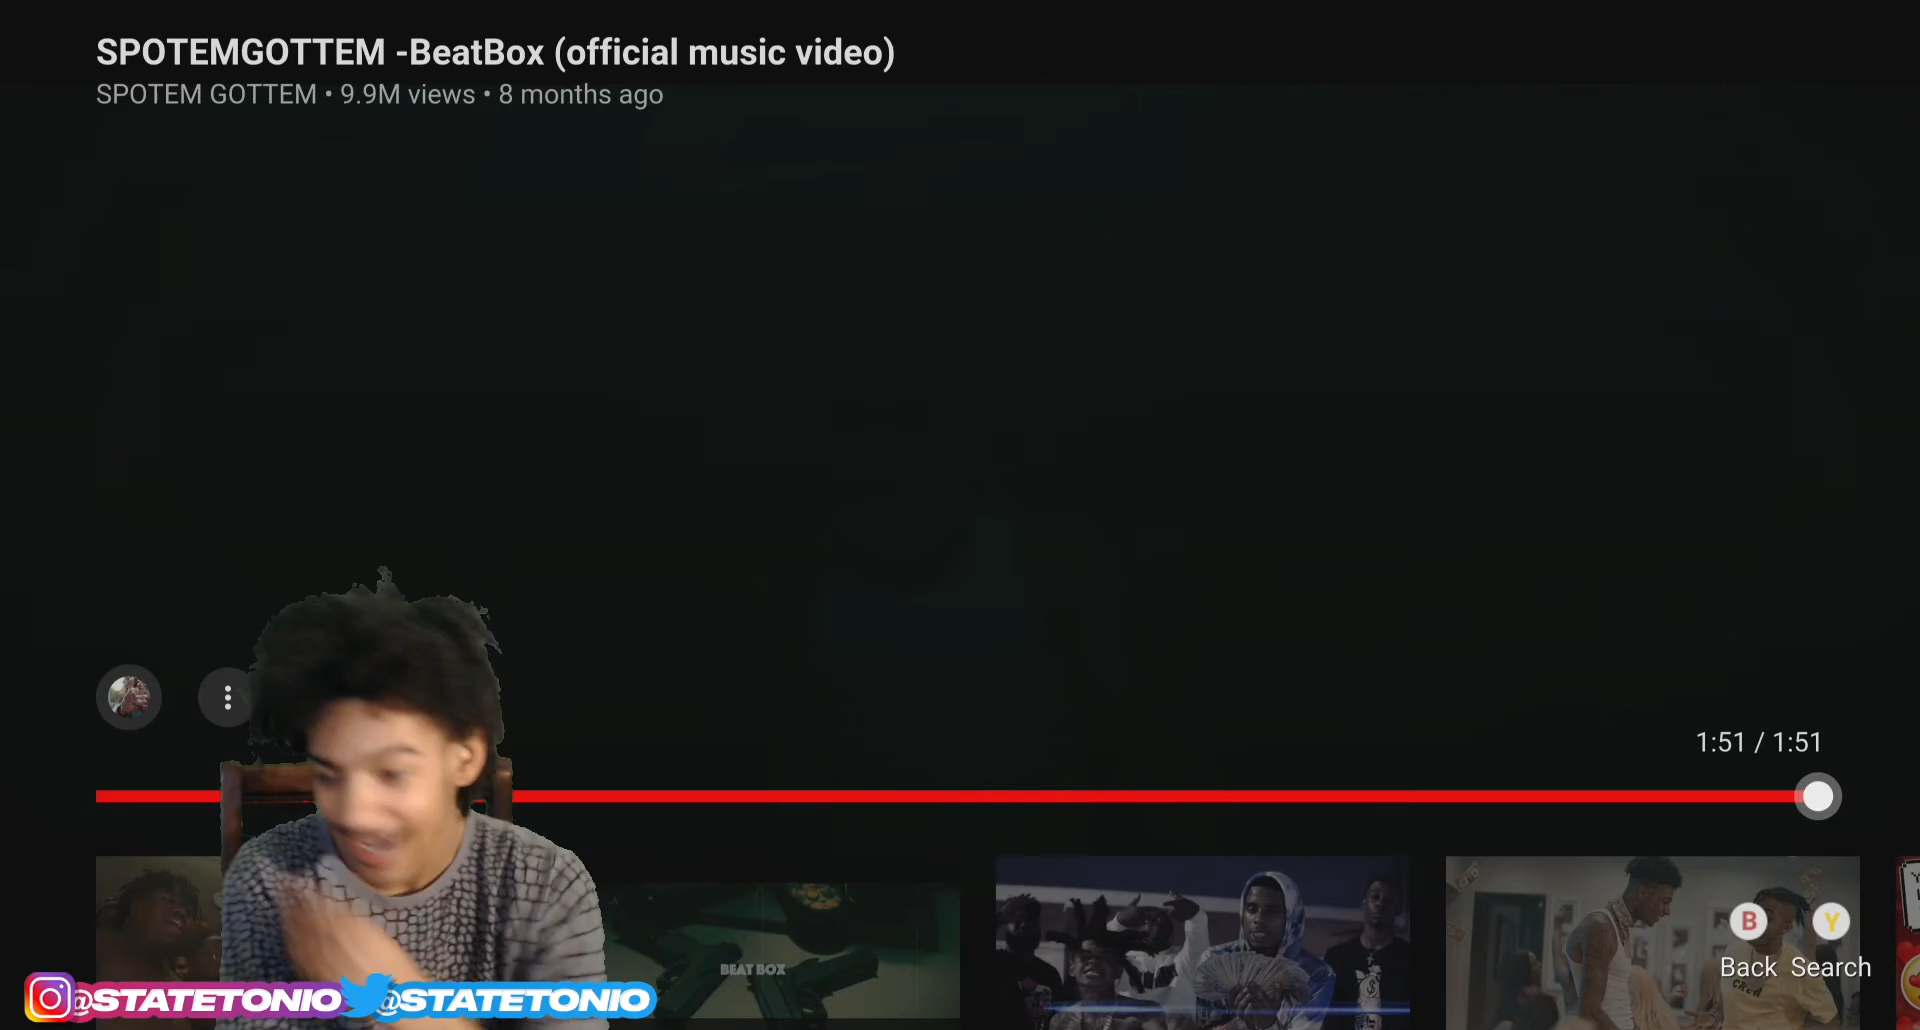 SPOTEMGOTTEM -BeatBox (official music video)
SPOTEM GOTTEM • 9.9M views • 8 months ago
1:51 / 1:51
BEAT BOX
B Y
Back Search
CREW
@STATETONIO @STATETONIO